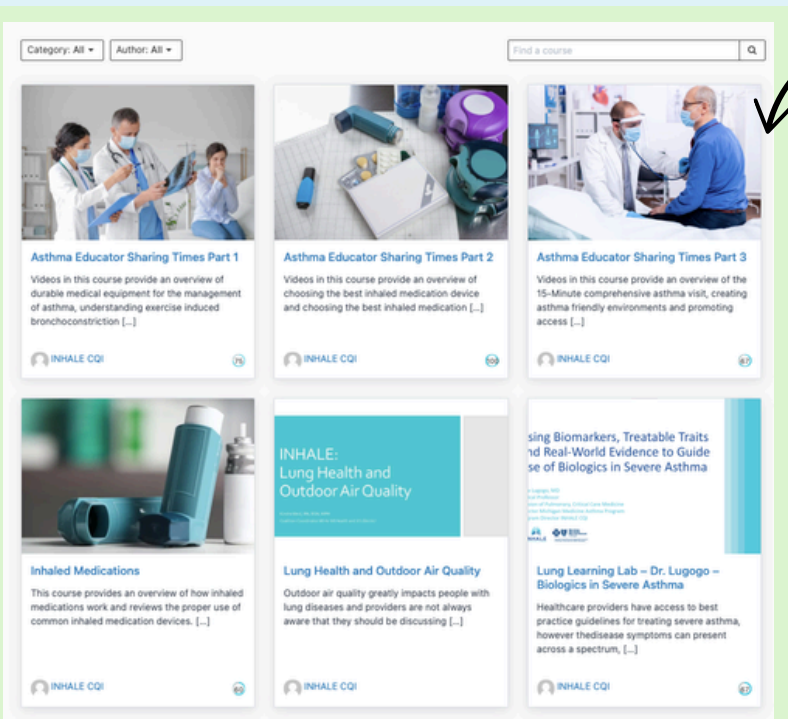 Category: All
Author: All
Find a course
Asthma Educator Sharing Times Part 1
Videos in this course provide an overview of
durable medical equipment for the management
of asthma, understanding exercise induced
bronchoconstriction [...]
INHALE CQI
75
Asthma Educator Sharing Times Part 2
Videos in this course provide an overview of
choosing the best inhaled medication device
and choosing the best inhaled medication [...]
INHALE CQI
100
Asthma Educator Sharing Times Part 3
Videos in this course provide an overview of the
15-Minute comprehensive asthma visit, creating
asthma friendly environments and promoting
access [...]
INHALE CQI
67
Inhaled Medications
This course provides an overview of how inhaled
medications work and reviews the proper use of
common inhaled medication devices. [...]
INHALE CQI
INHALE:
Lung Health and
Outdoor Air Quality
Lung Health and Outdoor Air Quality
Outdoor air quality greatly impacts people with
lung diseases and providers are not always
aware that they should be discussing [...]
INHALE CQI
sing Biomarkers, Treatable Traits
nd Real-World Evidence to Guide
se of Biologics in Severe Asthma
Lung Learning Lab – Dr. Lugogo –
Biologics in Severe Asthma
Healthcare providers have access to best
practice guidelines for treating severe asthma,
however thedisease symptoms can present
across a spectrum, [...]
INHALE CQI
67